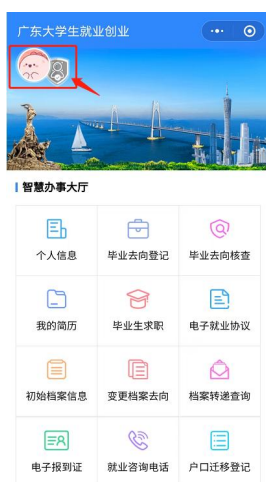 广东大学生就业创业
智慧办事大厅
个人信息 毕业去向登记 毕业去向核查
我的简历 毕业生求职 电子就业协议
初始档案信息 变更档案去向 档案转递查询
电子报到证 就业咨询电话 户口迁移登记